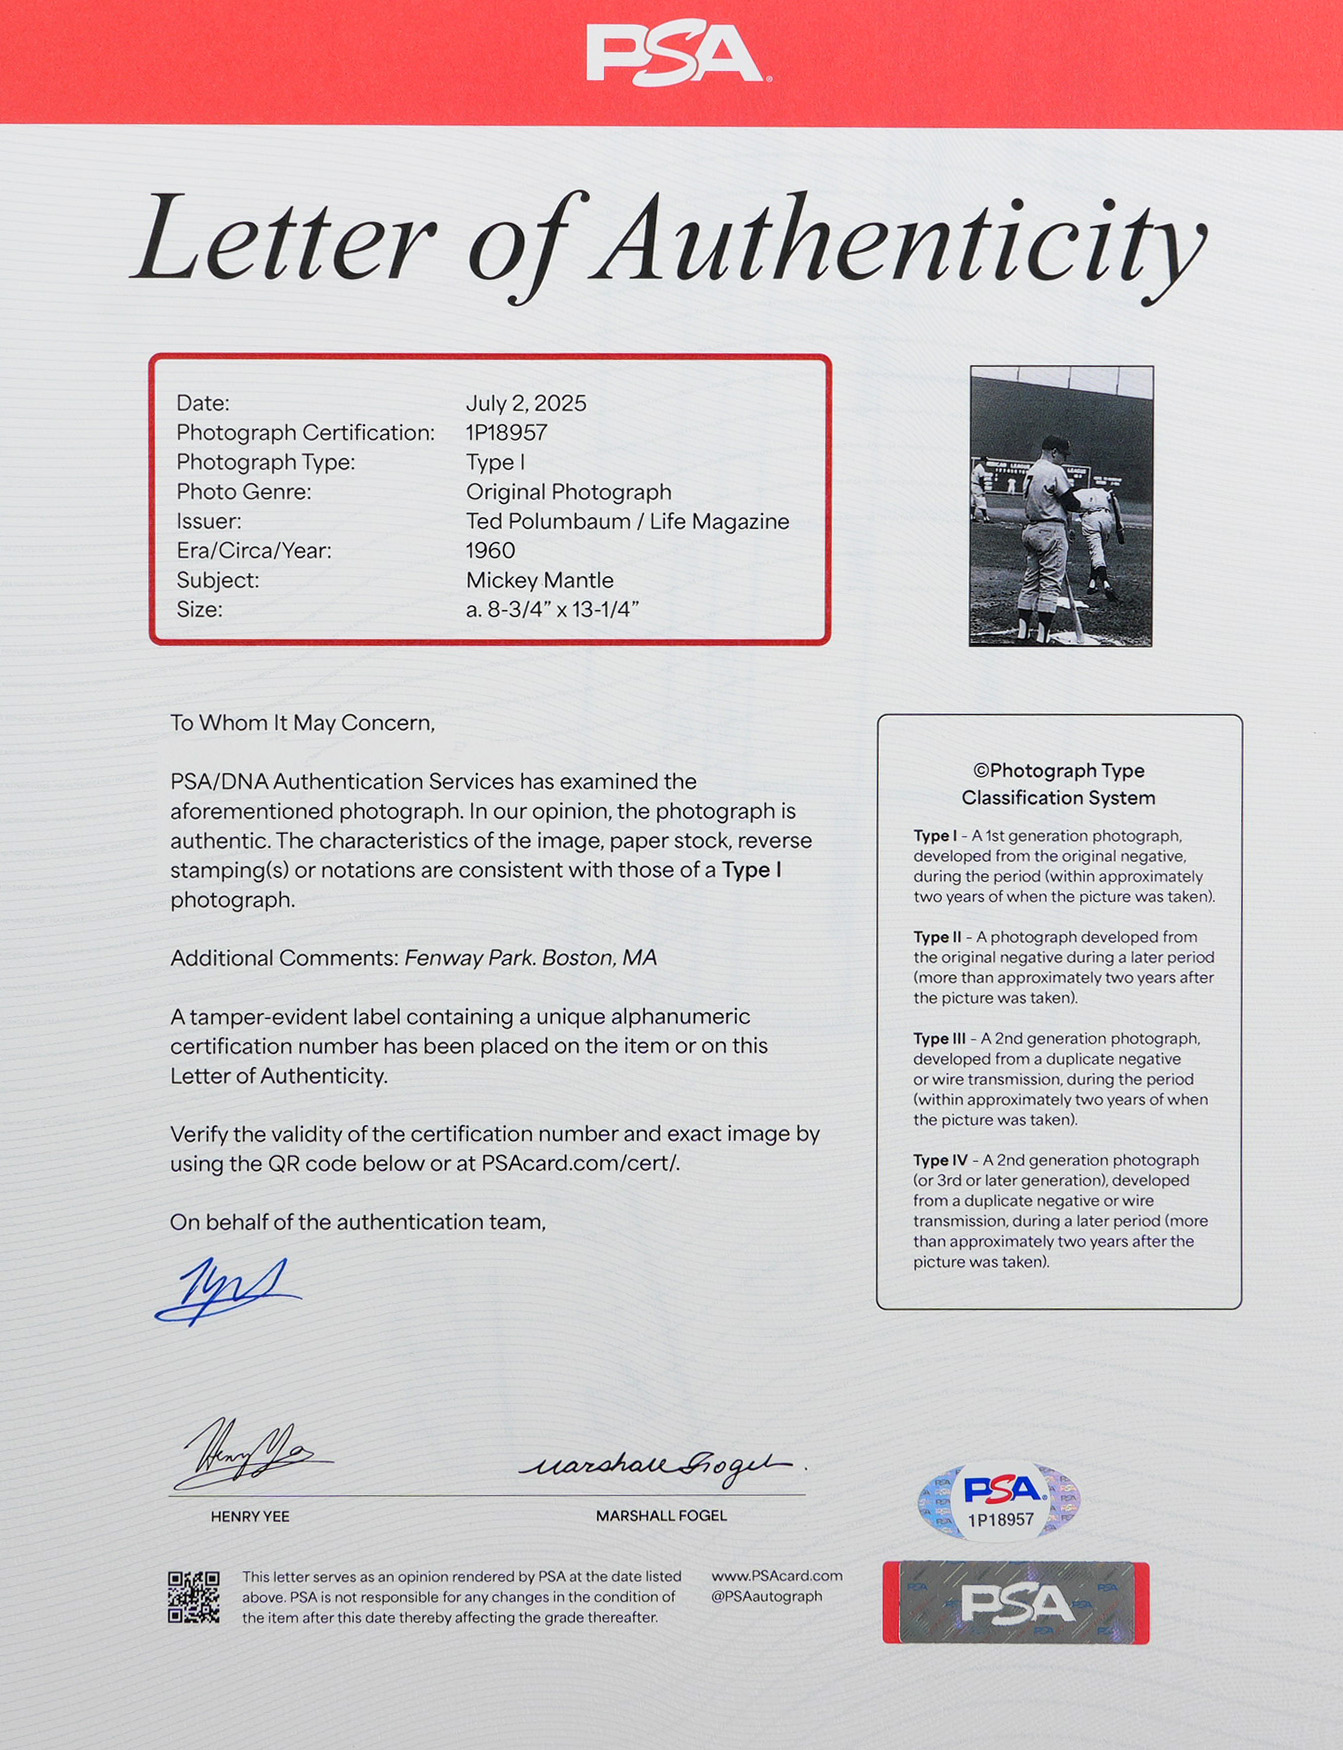 PSA
Letter of Authenticity
Date: July 2, 2025
Photograph Certification: 1P18957
Photograph Type: Type I
Photo Genre: Original Photograph
Issuer: Ted Polumbaum / Life Magazine
Era/Circa/Year: 1960
Subject: Mickey Mantle
Size: a. 8-3/4” x 13-1/4”
To Whom It May Concern,
PSA/DNA Authentication Services has examined the
aforementioned photograph. In our opinion, the photograph is
authentic. The characteristics of the image, paper stock, reverse
stamping(s) or notations are consistent with those of a Type I
photograph.
Additional Comments: Fenway Park. Boston, MA
A tamper-evident label containing a unique alphanumeric
certification number has been placed on the item or on this
Letter of Authenticity.
Verify the validity of the certification number and exact image by
using the QR code below or at PSAcard.com/cert/.
On behalf of the authentication team,
©Photograph Type
Classification System
Type I - A 1st generation photograph,
developed from the original negative,
during the period (within approximately
two years of when the picture was taken).
Type II - A photograph developed from
the original negative during a later period
(more than approximately two years after
the picture was taken).
Type III - A 2nd generation photograph,
developed from a duplicate negative
or wire transmission, during the period
(within approximately two years of when
the picture was taken).
Type IV - A 2nd generation photograph
(or 3rd or later generation), developed
from a duplicate negative or wire
transmission, during a later period (more
than approximately two years after the
picture was taken).
Henry Yee
Marshall Fogel
HENRY YEE
MARSHALL FOGEL
This letter serves as an opinion rendered by PSA at the date listed
above. PSA is not responsible for any changes in the condition of
the item after this date thereby affecting the grade thereafter.
www.PSAcard.com
@PSAautograph
PSA
1P18957
PSA